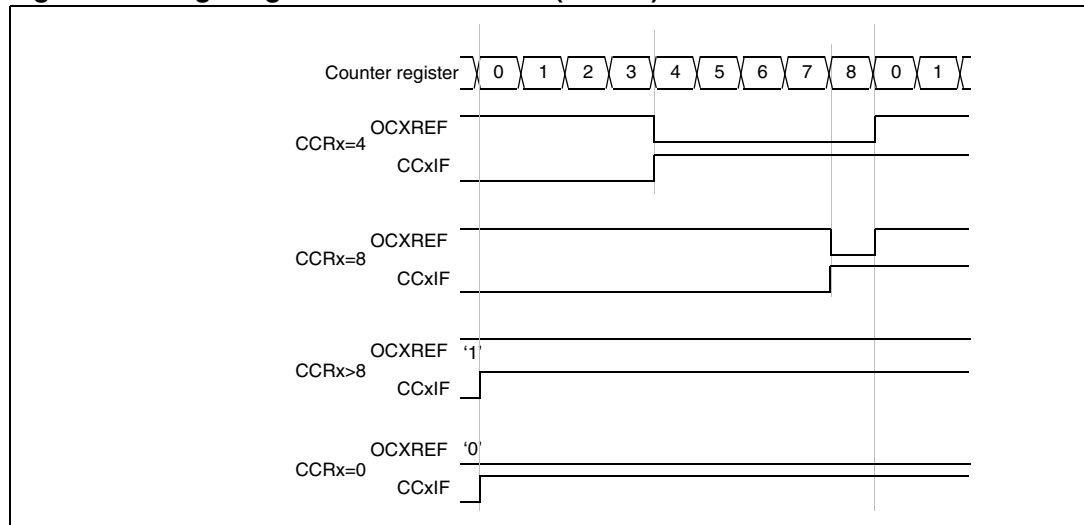 Counter register 0 1 2 3 4 5 6 7 8 0 1
CCRx=4 OCXREF
CCxIF
CCRx=8 OCXREF
CCxIF
CCRx>8 OCXREF ‘1’
CCxIF
CCRx=0 OCXREF ‘0’
CCxIF